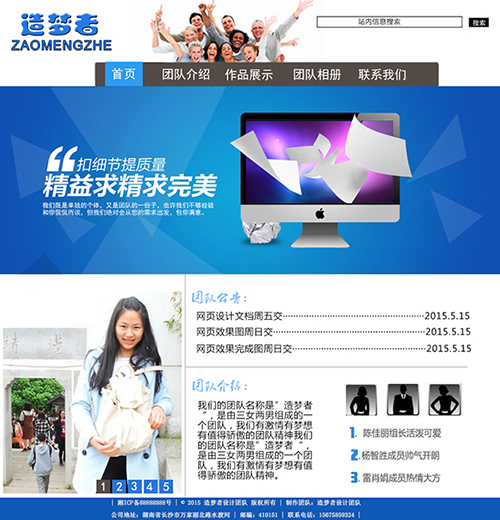 造梦者
ZAOMENGZHE
站内信息搜索
搜索
首页 团队介绍 作品展示 团队相册 联系我们
扣细节提质量
精益求精求完美
我们既是单独的个体，又是团队的一份子，也许我们不够经验
和你侃侃而谈，但我们绝对会从您的需求出发，包你满意。
团队公告：
网页设计文档周五交································2015.5.15
网页效果图周日交································2015.5.15
网页效果完成图周日交································2015.5.15
团队介绍：
我们的团队名称是”造梦者
“，是由三女两男组成的一
个团队，我们有激情有梦想
有值得骄傲的团队精神我们
的团队名称是”造梦者“，
是由三女两男组成的一个团
队，我们有激情有梦想有值
得骄傲的团队精神。
1、陈佳丽组长活泼可爱
2、杨智胜成员帅气开朗
3、雷肖娟成员热情大方
1 2 3 4 5
| 湘ICP备88888888号 | © 2015 造梦者设计团队 版权所有 | 制作团队：造梦者设计团队
公司地址：湖南省长沙市万家丽北路水渡河 | 邮编：410151 | 联系电话：15675859324 |